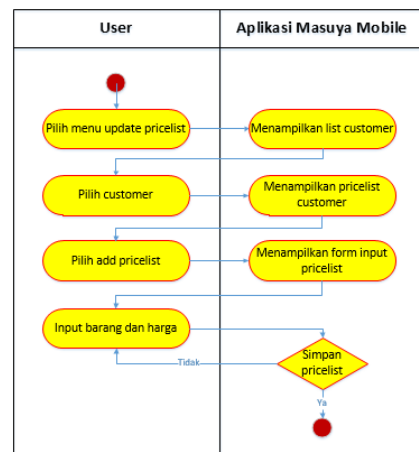 User
Aplikasi Masuya Mobile
Pilih menu update pricelist
Menampilkan list customer
Pilih customer
Menampilkan pricelist
customer
Pilih add pricelist
Menampilkan form input
pricelist
Input barang dan harga
Simpan
pricelist
Tidak
Ya